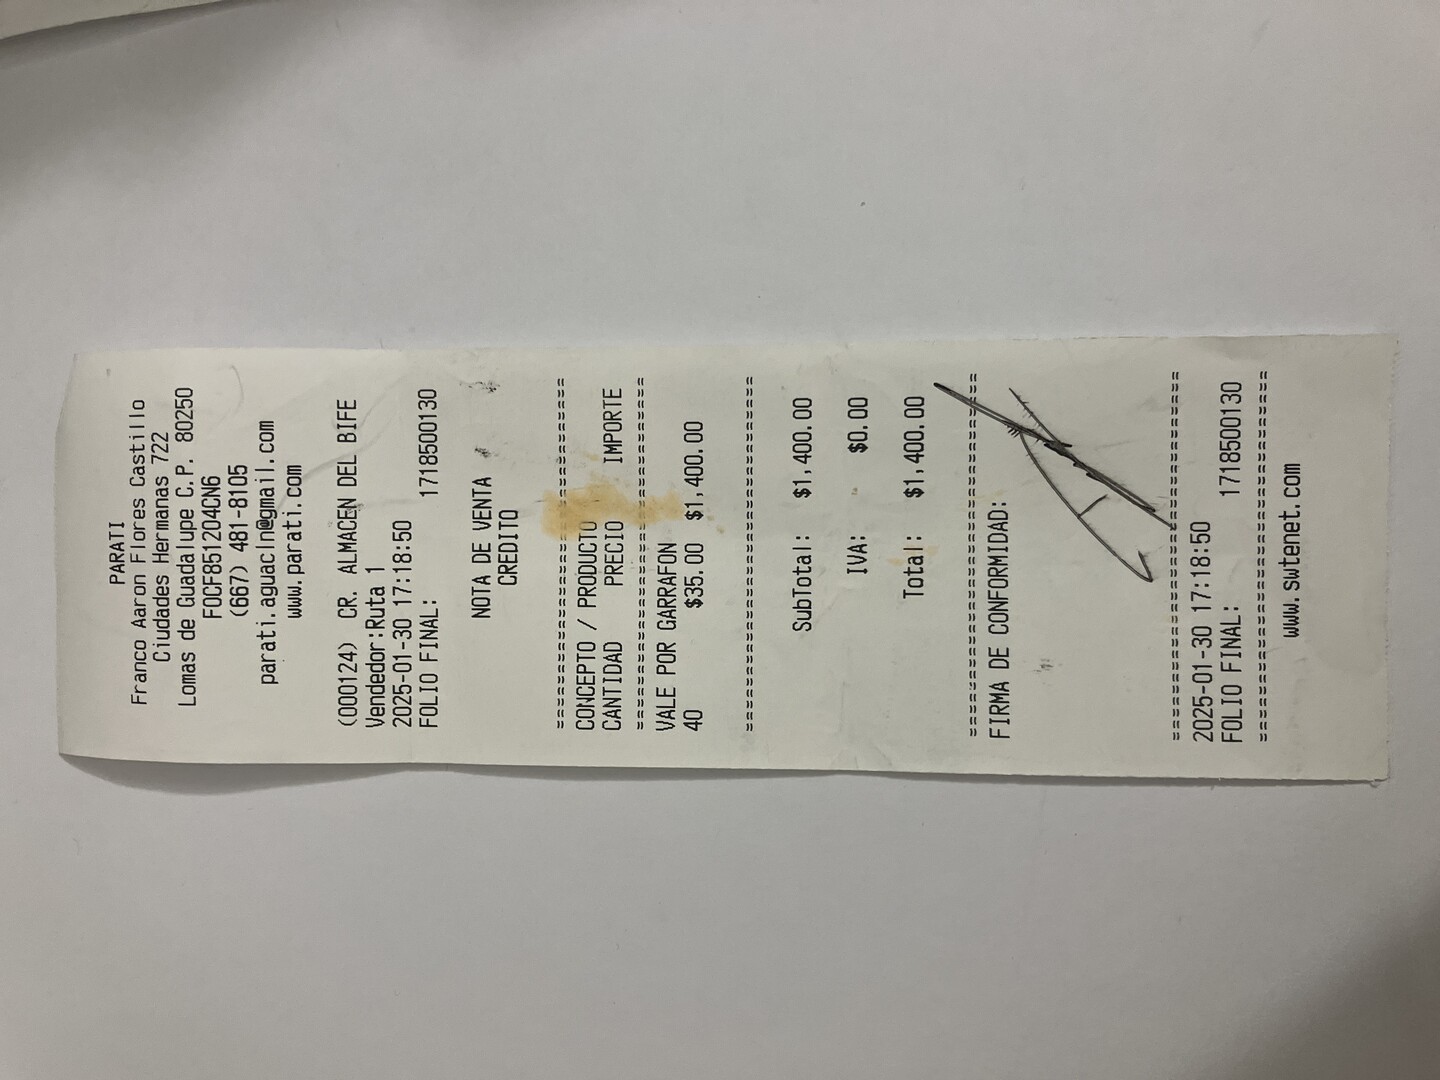 PARATI
Franco Aaron Flores Castillo
Ciudades Hermanas 722
Lomas de Guadalupe C.P. 80250
FOCF851204CN6
(667) 481-8105
parati.aguacln@gmail.com
www.parati.com
(000124) CR. ALMACEN DEL BIFE
Vendedor:Ruta 1
2025-01-30 17:18:50
FOLIO FINAL: 1718500130
NOTA DE VENTA
CREDITO
================================
CONCEPTO / PRODUCTO
CANTIDAD PRECIO IMPORTE
================================
VALE POR GARRAFON
40 $35.00 $1,400.00
================================
SubTotal: $1,400.00
IVA: $0.00
Total: $1,400.00
================================
FIRMA DE CONFORMIDAD:
================================
2025-01-30 17:18:50
FOLIO FINAL: 1718500130
================================
www.swtenet.com